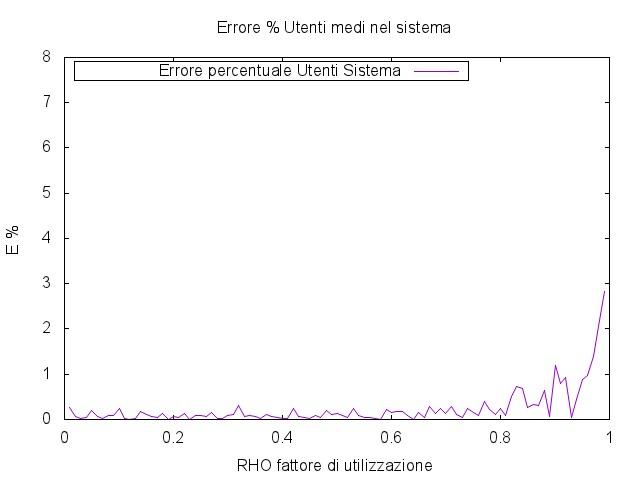 Errore % Utenti medi nel sistema
8
Errore percentuale Utenti Sistema
7
6
5
E %
4
3
2
1
0
0 0.2 0.4 0.6 0.8 1
RHO fattore di utilizzazione